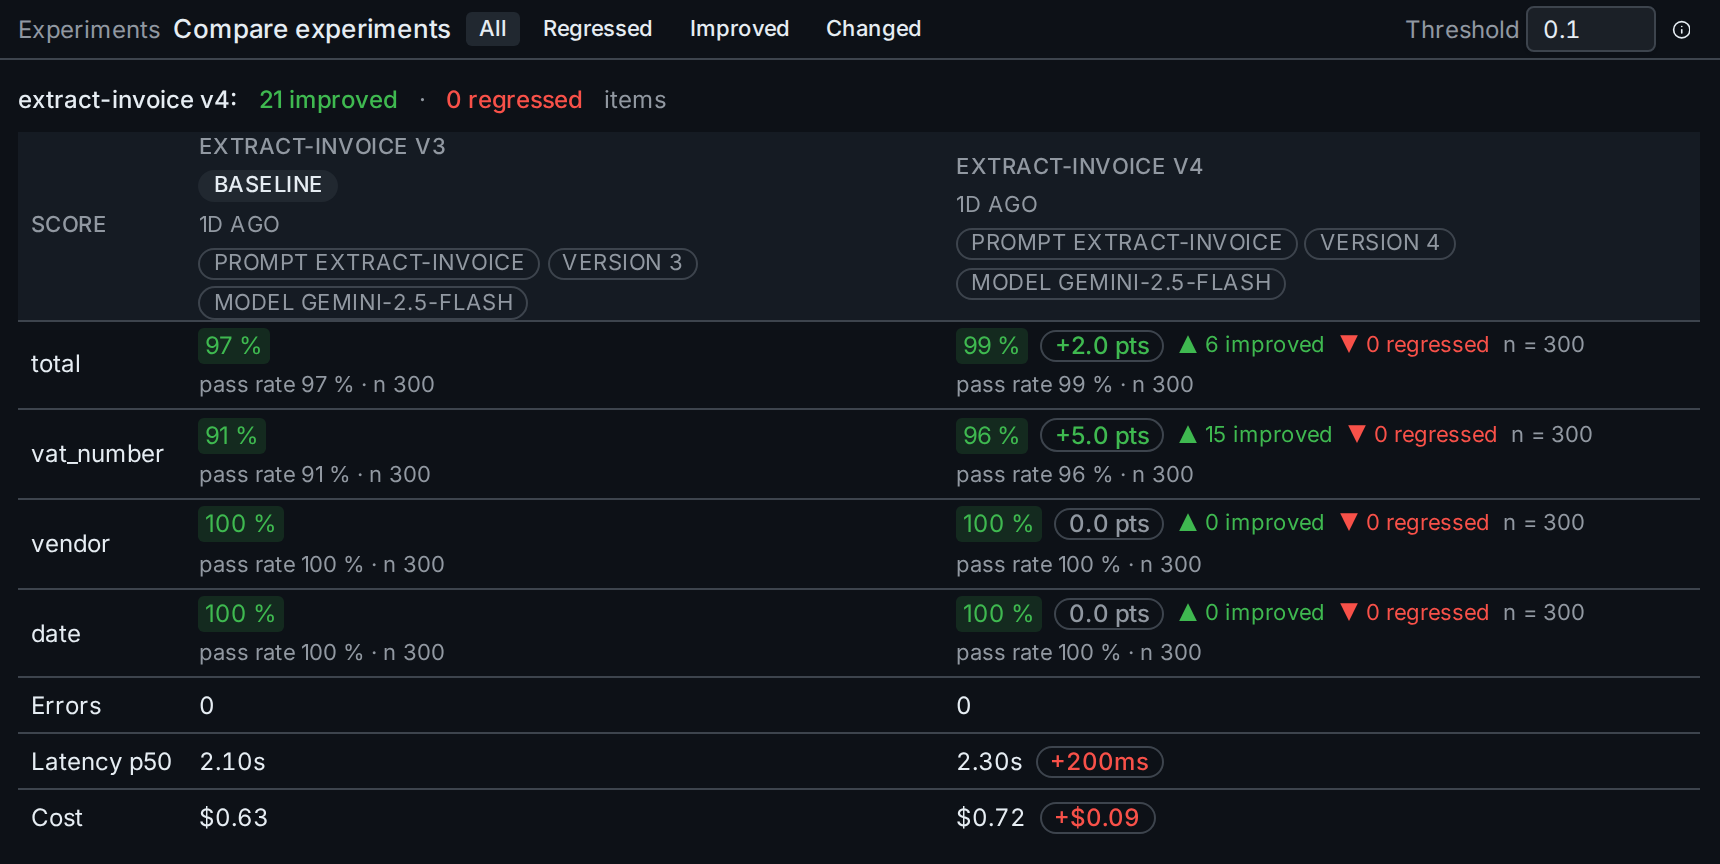 Experiments Compare experiments All Regressed Improved Changed Threshold 0.1
extract-invoice v4: 21 improved · 0 regressed items
SCORE
EXTRACT-INVOICE V3
BASELINE
1D AGO
PROMPT EXTRACT-INVOICE VERSION 3
MODEL GEMINI-2.5-FLASH
EXTRACT-INVOICE V4
1D AGO
PROMPT EXTRACT-INVOICE VERSION 4
MODEL GEMINI-2.5-FLASH
total
97 %
pass rate 97 % · n 300
99 % +2.0 pts ▲ 6 improved ▼ 0 regressed n = 300
pass rate 99 % · n 300
vat_number
91 %
pass rate 91 % · n 300
96 % +5.0 pts ▲ 15 improved ▼ 0 regressed n = 300
pass rate 96 % · n 300
vendor
100 %
pass rate 100 % · n 300
100 % 0.0 pts ▲ 0 improved ▼ 0 regressed n = 300
pass rate 100 % · n 300
date
100 %
pass rate 100 % · n 300
100 % 0.0 pts ▲ 0 improved ▼ 0 regressed n = 300
pass rate 100 % · n 300
Errors 0 0
Latency p50 2.10s 2.30s +200ms
Cost $0.63 $0.72 +$0.09